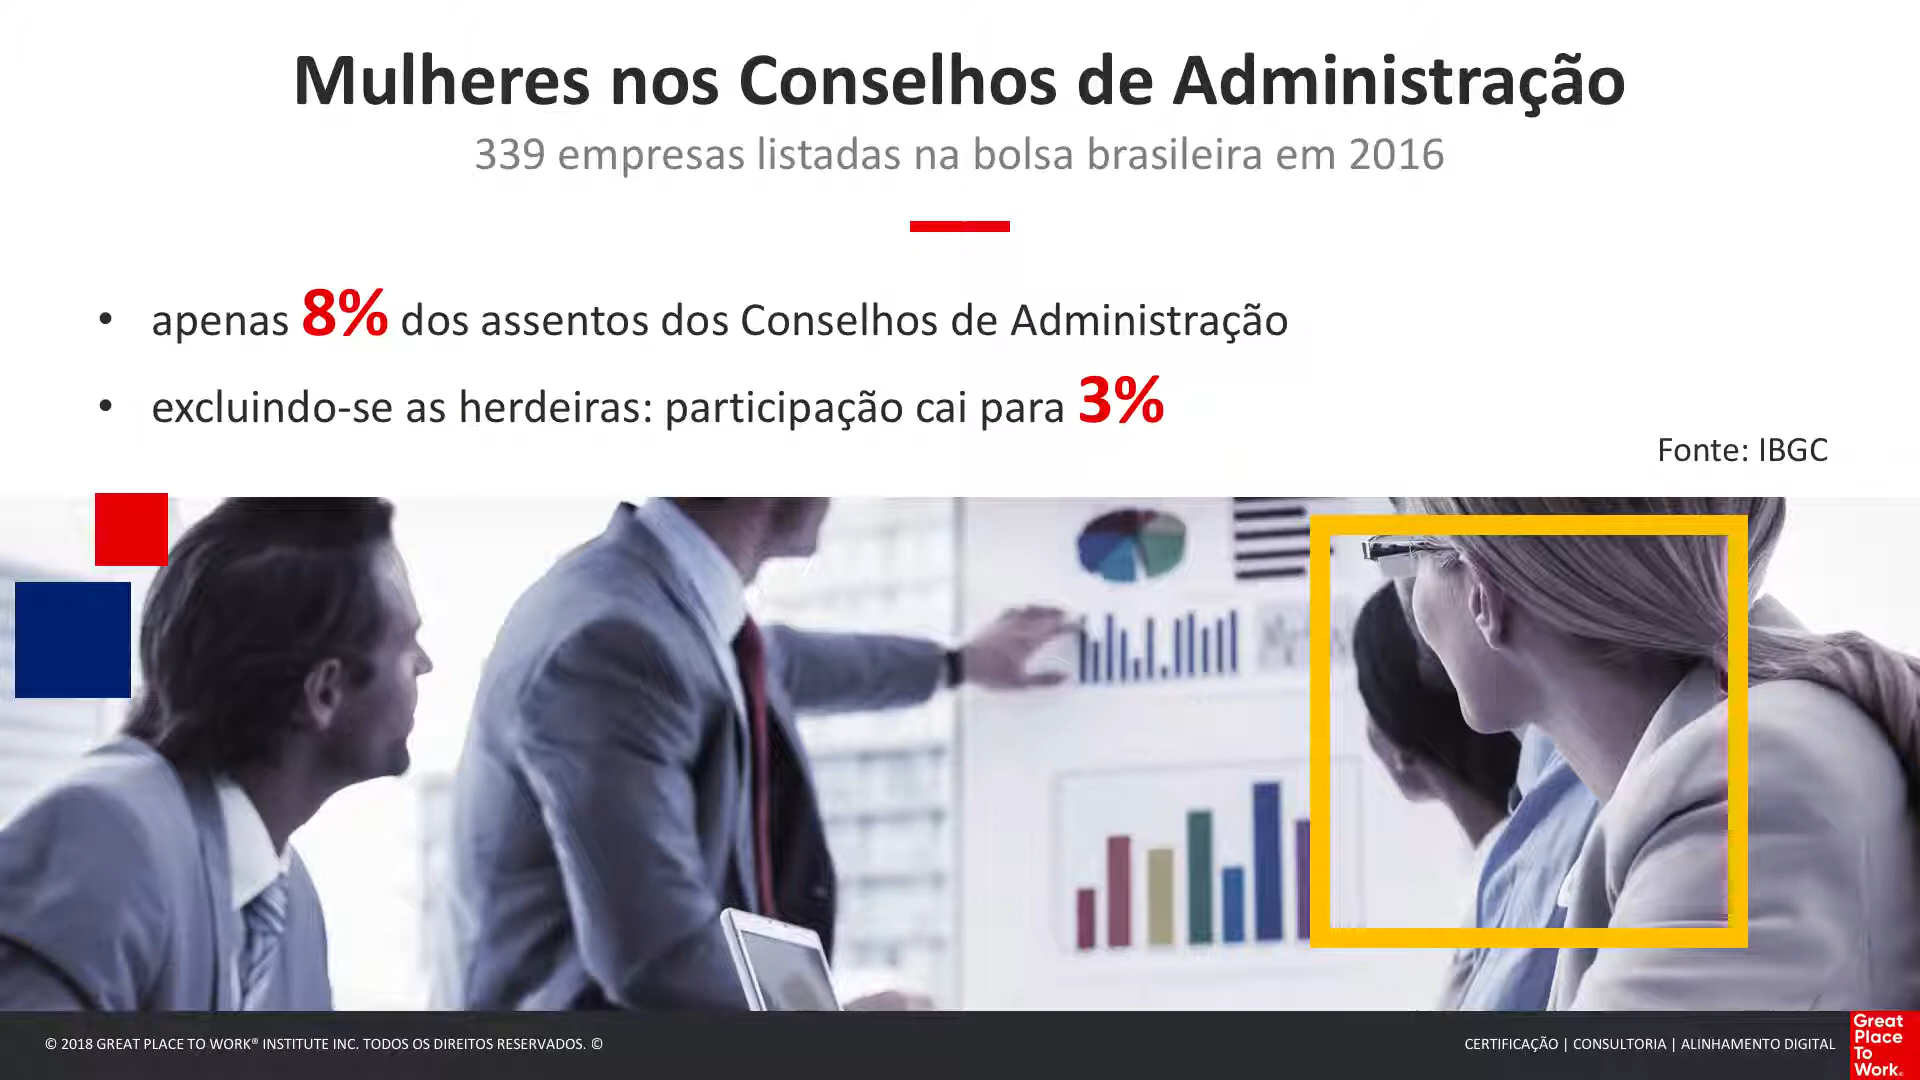 Mulheres nos Conselhos de Administração
339 empresas listadas na bolsa brasileira em 2016
• apenas 8% dos assentos dos Conselhos de Administração
• excluindo-se as herdeiras: participação cai para 3%
Fonte: IBGC
© 2018 GREAT PLACE TO WORK® INSTITUTE INC. TODOS OS DIREITOS RESERVADOS. ©
CERTIFICAÇÃO | CONSULTORIA | ALINHAMENTO DIGITAL
Great
Place
To
Work.